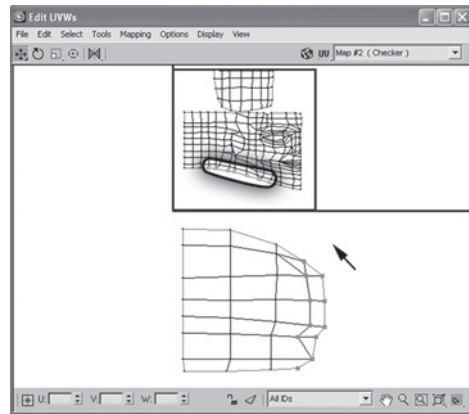 Edit UVWs
File Edit Select Tools Mapping Options Display View
UV Map #2 ( Checker )
U: V: W: All IDs